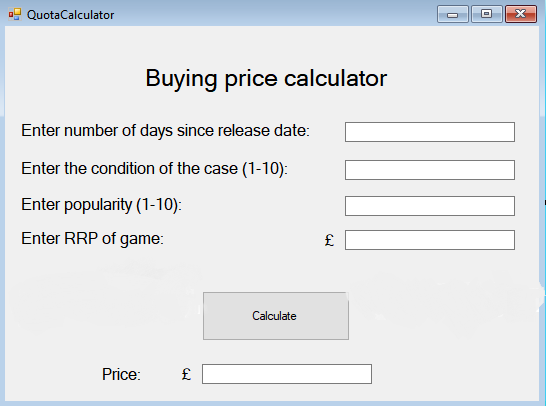 QuotaCalculator
Buying price calculator
Enter number of days since release date:
Enter the condition of the case (1-10):
Enter popularity (1-10):
Enter RRP of game: £
Calculate
Price: £